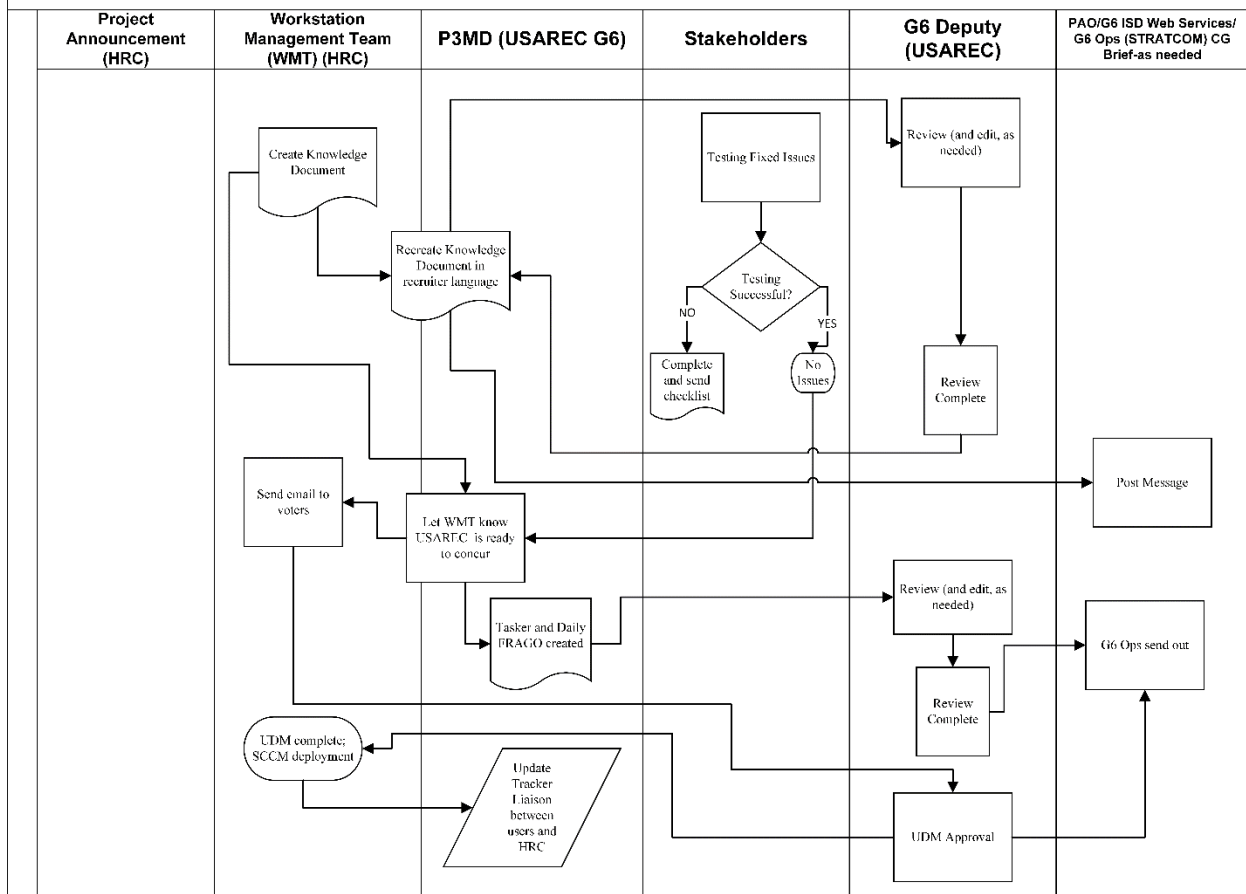 Project
Announcement
(HRC)
Workstation
Management Team
(WMT) (HRC)
P3MD (USAREC G6)
Stakeholders
G6 Deputy
(USAREC)
PAO/G6 ISD Web Services/
G6 Ops (STRATCOM) CG
Brief-as needed
Create Knowledge
Document
Recreate Knowledge
Document in
recruiter language
Testing Fixed Issues
Review (and edit, as
needed)
Testing
Successful?
NO
YES
Complete
and send
checklist
No
Issues
Review
Complete
Send email to
voters
Let WMT know
USAREC is ready
to concur
Post Message
Tasker and Daily
FRAGO created
Review (and edit, as
needed)
G6 Ops send out
Review
Complete
UDM complete;
SCCM deployment
Update
Tracker
Liaison
between
users and
HRC
UDM Approval